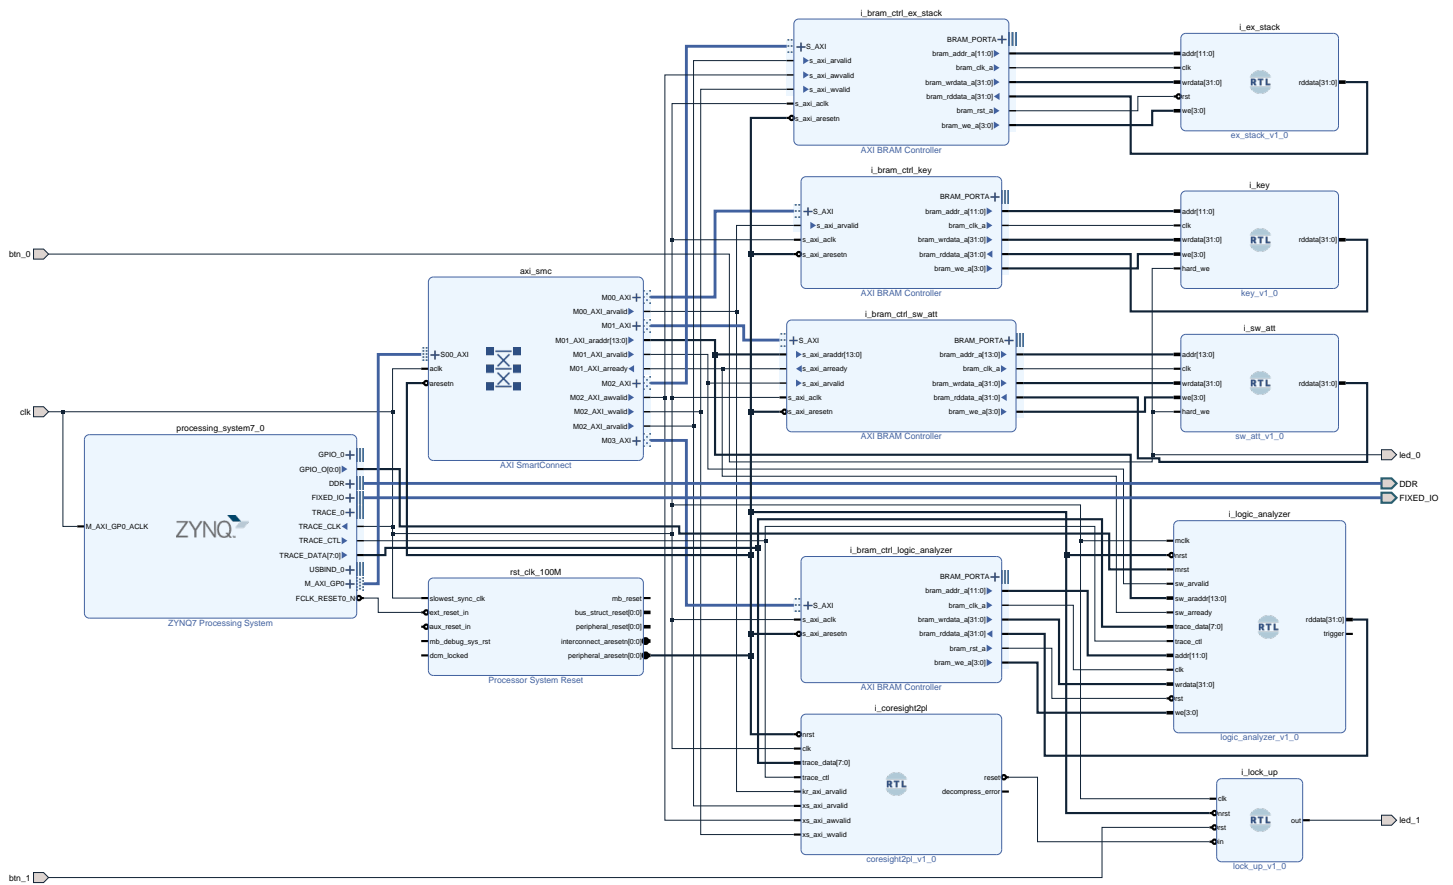 i_bram_ctrl_ex_stack
S_AXI
s_axi_arvalid
s_axi_awvalid
s_axi_wvalid
s_axi_aclk
s_axi_aresetn
BRAM_PORTA
bram_addr_a[11:0]
bram_clk_a
bram_wrdata_a[31:0]
bram_rddata_a[31:0]
bram_rst_a
bram_we_a[3:0]
AXI BRAM Controller
i_ex_stack
addr[11:0]
clk
wrdata[31:0]
rst
we[3:0]
RTL
rddata[31:0]
ex_stack_v1_0
i_bram_ctrl_key
S_AXI
s_axi_arvalid
s_axi_aclk
s_axi_aresetn
BRAM_PORTA
bram_addr_a[11:0]
bram_clk_a
bram_wrdata_a[31:0]
bram_rddata_a[31:0]
bram_we_a[3:0]
AXI BRAM Controller
i_key
addr[11:0]
clk
wrdata[31:0]
we[3:0]
hard_we
RTL
rddata[31:0]
key_v1_0
btn_0
axi_smc
S00_AXI
aclk
aresetn
M00_AXI
M00_AXI_arvalid
M01_AXI
M01_AXI_araddr[13:0]
M01_AXI_arvalid
M01_AXI_arready
M02_AXI
M02_AXI_awvalid
M02_AXI_wvalid
M02_AXI_arvalid
M03_AXI
AXI SmartConnect
i_bram_ctrl_sw_att
S_AXI
s_axi_araddr[13:0]
s_axi_arready
s_axi_arvalid
s_axi_aclk
s_axi_aresetn
BRAM_PORTA
bram_addr_a[13:0]
bram_clk_a
bram_wrdata_a[31:0]
bram_rddata_a[31:0]
bram_we_a[3:0]
AXI BRAM Controller
i_sw_att
addr[13:0]
clk
wrdata[31:0]
we[3:0]
hard_we
RTL
rddata[31:0]
sw_att_v1_0
clk
processing_system7_0
M_AXI_GP0_ACLK
ZYNQ
GPIO_0
GPIO_O[0:0]
DDR
FIXED_IO
TRACE_0
TRACE_CLK
TRACE_CTL
TRACE_DATA[7:0]
USBIND_0
M_AXI_GP0
FCLK_RESET0_N
ZYNQ7 Processing System
led_0
DDR
FIXED_IO
rst_clk_100M
slowest_sync_clk
ext_reset_in
aux_reset_in
mb_debug_sys_rst
dcm_locked
mb_reset
bus_struct_reset[0:0]
peripheral_reset[0:0]
interconnect_aresetn[0:0]
peripheral_aresetn[0:0]
Processor System Reset
i_bram_ctrl_logic_analyzer
S_AXI
s_axi_aclk
s_axi_aresetn
BRAM_PORTA
bram_addr_a[11:0]
bram_clk_a
bram_wrdata_a[31:0]
bram_rddata_a[31:0]
bram_rst_a
bram_we_a[3:0]
AXI BRAM Controller
i_logic_analyzer
mclk
nrst
mrst
sw_arvalid
sw_araddr[13:0]
sw_arready
trace_data[7:0]
trace_ctl
addr[11:0]
clk
wrdata[31:0]
rst
we[3:0]
RTL
rddata[31:0]
trigger
logic_analyzer_v1_0
i_coresight2pl
nrst
clk
trace_data[7:0]
trace_ctl
kr_axi_arvalid
xs_axi_arvalid
xs_axi_awvalid
xs_axi_wvalid
RTL
reset
decompress_error
coresight2pl_v1_0
i_lock_up
clk
nrst
rst
in
RTL
out
lock_up_v1_0
led_1
btn_1